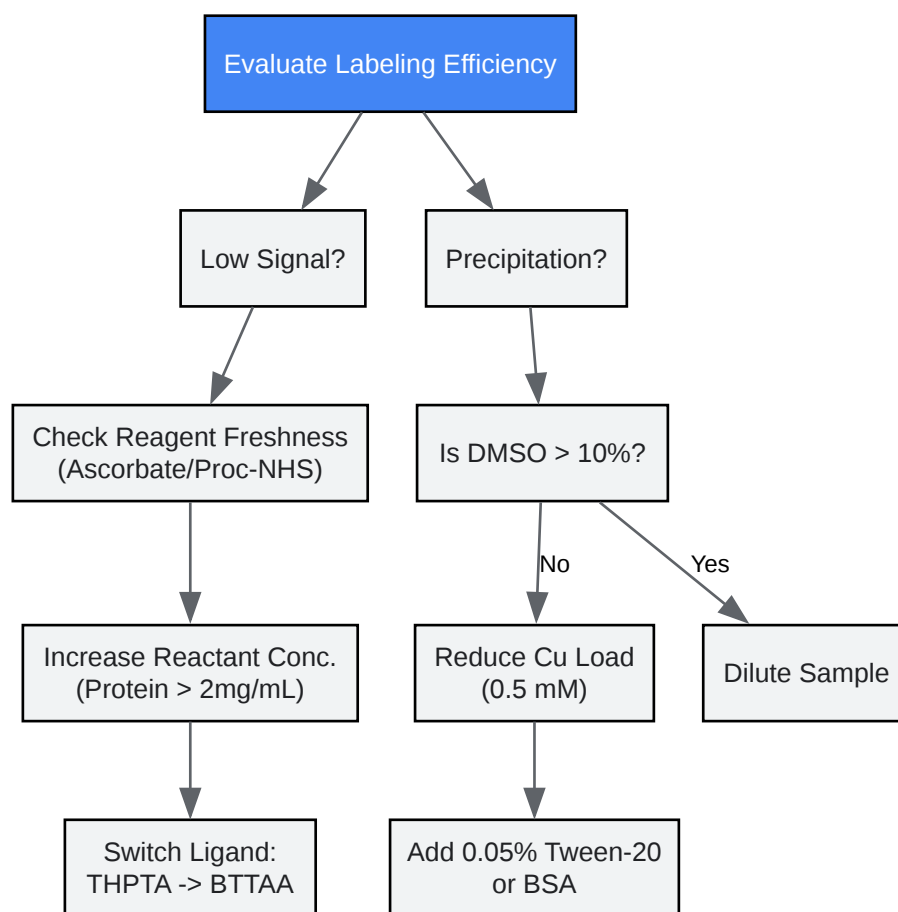 Evaluate Labeling Efficiency
Low Signal?
Precipitation?
Check Reagent Freshness
(Ascorbate/Proc-NHS)
Is DMSO > 10%?
No
Yes
Increase Reactant Conc.
(Protein > 2mg/mL)
Reduce Cu Load
(0.5 mM)
Dilute Sample
Switch Ligand:
THPTA -> BTTAA
Add 0.05% Tween-20
or BSA